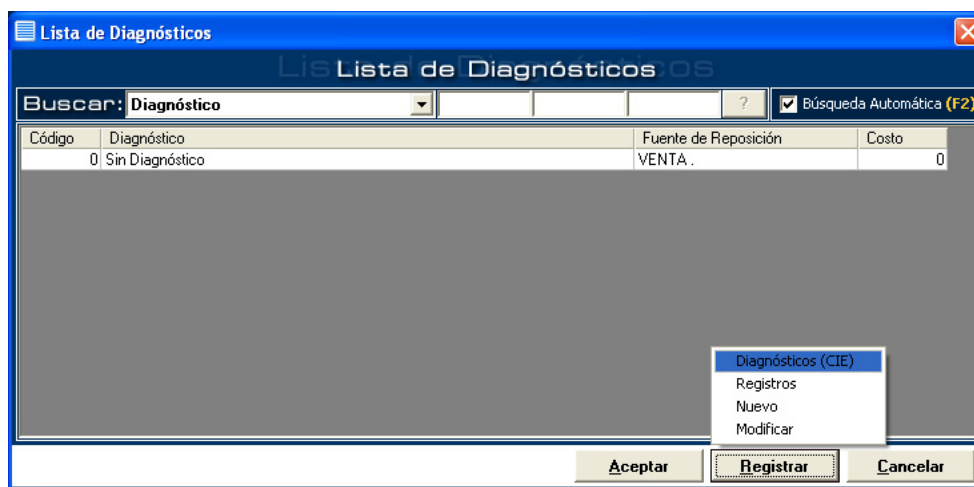 Lista de Diagnósticos
Lista de Diagnósticos
Buscar: Diagnóstico ? Búsqueda Automática (F2)
Código Diagnóstico Fuente de Reposición Costo
0 Sin Diagnóstico VENTA . 0
Diagnósticos (CIE)
Registros
Nuevo
Modificar
Aceptar Registrar Cancelar